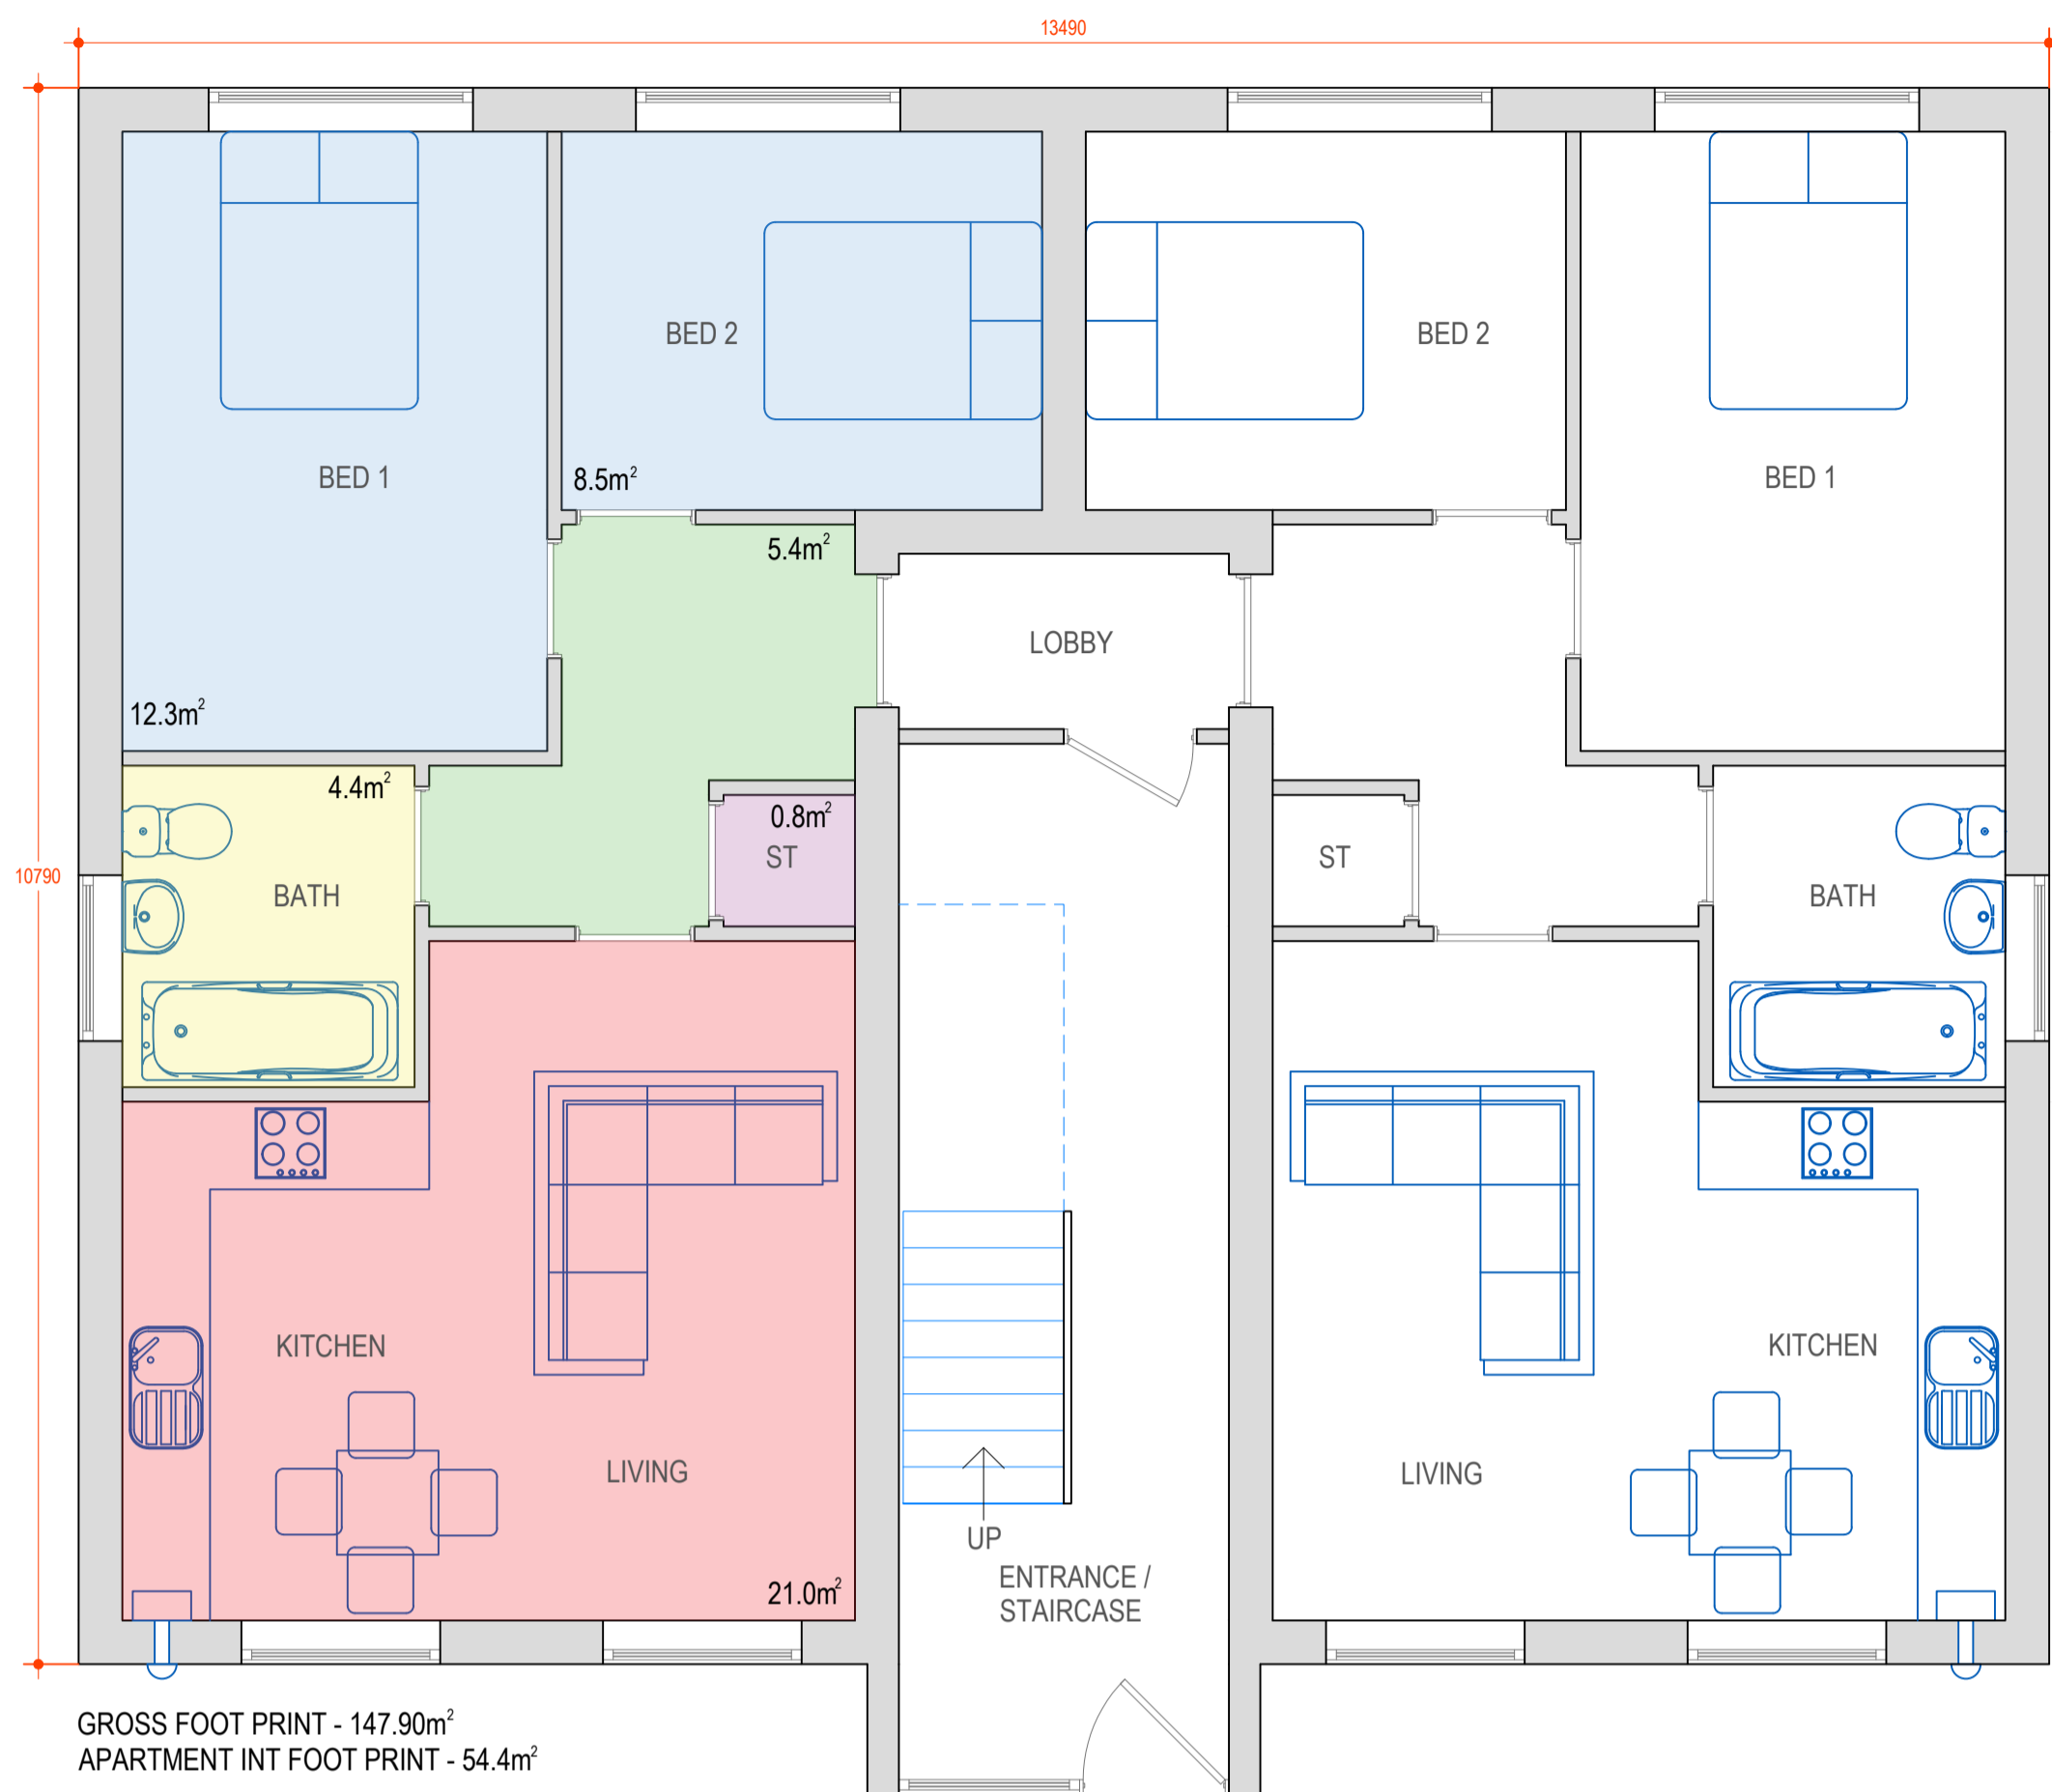 13490
BED 2
BED 2
BED 1
BED 1
8.5m²
5.4m²
LOBBY
12.3m²
4.4m²
0.8m²
ST
ST
10790
BATH
BATH
KITCHEN
KITCHEN
LIVING
LIVING
UP
ENTRANCE /
STAIRCASE
21.0m²
GROSS FOOT PRINT - 147.90m²
APARTMENT INT FOOT PRINT - 54.4m²